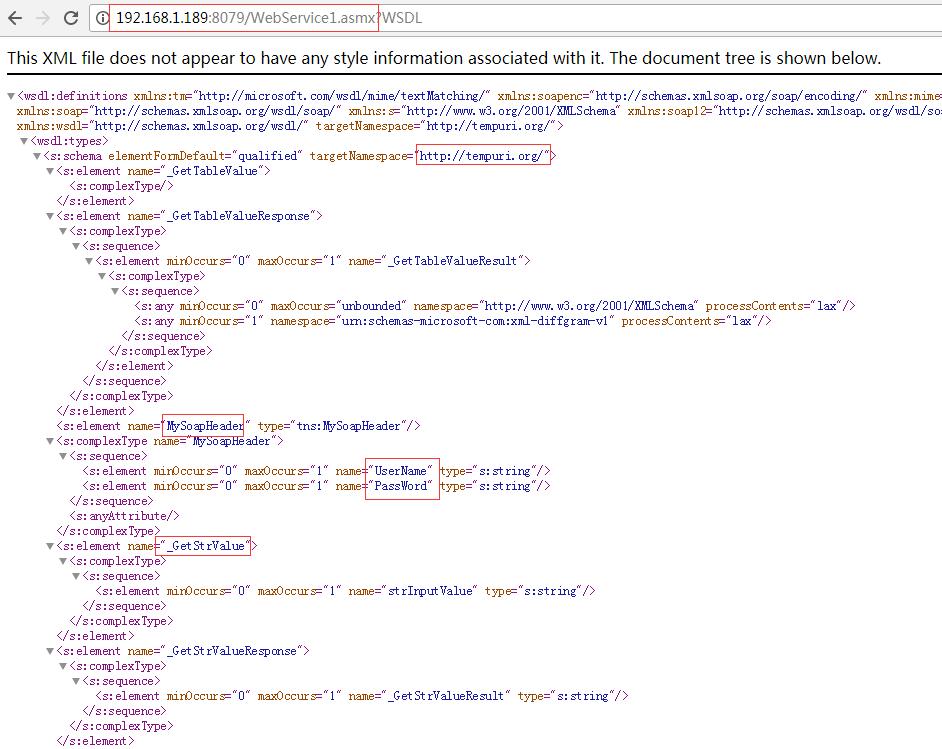 192.168.1.189:8079/WebService1.asmx?WSDL
This XML file does not appear to have any style information associated with it. The document tree is shown below.
▼<wsdl:definitions xmlns:tm="http://microsoft.com/wsdl/mime/textMatching/" xmlns:soapenc="http://schemas.xmlsoap.org/soap/encoding/" xmlns:mime=
xmlns:soap="http://schemas.xmlsoap.org/wsdl/soap/" xmlns:s="http://www.w3.org/2001/XMLSchema" xmlns:soap12="http://schemas.xmlsoap.org/wsdl/so
xmlns:wsdl="http://schemas.xmlsoap.org/wsdl/" targetNamespace="http://tempuri.org/">
▼<wsdl:types>
▼<s:schema elementFormDefault="qualified" targetNamespace="http://tempuri.org/">
▼<s:element name="_GetTableValue">
<s:complexType/>
</s:element>
▼<s:element name="_GetTableValueResponse">
▼<s:complexType>
▼<s:sequence>
▼<s:element minOccurs="0" maxOccurs="1" name="_GetTableValueResult">
▼<s:complexType>
▼<s:sequence>
<s:any minOccurs="0" maxOccurs="unbounded" namespace="http://www.w3.org/2001/XMLSchema" processContents="lax"/>
<s:any minOccurs="1" namespace="urn:schemas-microsoft-com:xml-diffgram-v1" processContents="lax"/>
</s:sequence>
</s:complexType>
</s:element>
</s:sequence>
</s:complexType>
</s:element>
<s:element name="MySoapHeader" type="tns:MySoapHeader"/>
▼<s:complexType name="MySoapHeader">
▼<s:sequence>
<s:element minOccurs="0" maxOccurs="1" name="UserName" type="s:string"/>
<s:element minOccurs="0" maxOccurs="1" name="PassWord" type="s:string"/>
</s:sequence>
<s:anyAttribute/>
</s:complexType>
▼<s:element name="_GetStrValue">
▼<s:complexType>
▼<s:sequence>
<s:element minOccurs="0" maxOccurs="1" name="strInputValue" type="s:string"/>
</s:sequence>
</s:complexType>
</s:element>
▼<s:element name="_GetStrValueResponse">
▼<s:complexType>
▼<s:sequence>
<s:element minOccurs="0" maxOccurs="1" name="_GetStrValueResult" type="s:string"/>
</s:sequence>
</s:complexType>
</s:element>